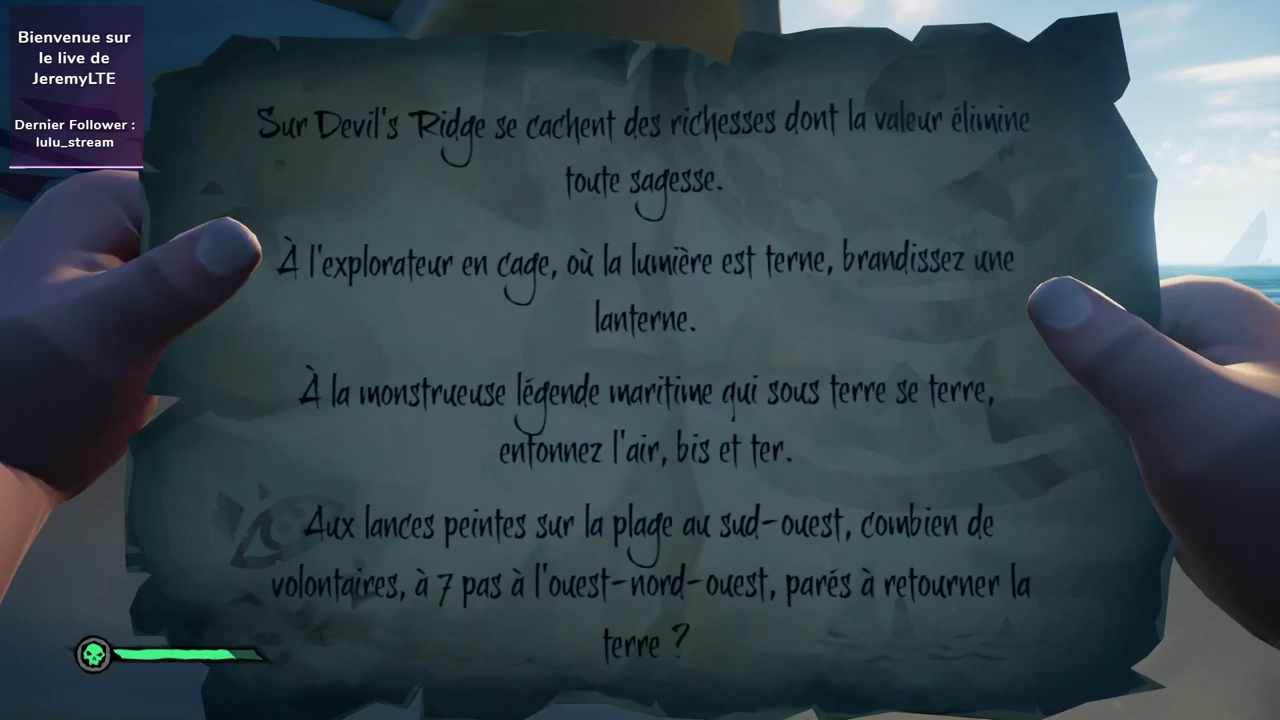 Bienvenue sur
le live de
JeremyLTE
Dernier Follower :
lulu_stream
Sur Devil's Ridge se cachent des richesses dont la valeur élimine
toute sagesse.
À l'explorateur en cage, où la lumière est terne, brandissez une
lanterne.
À la monstrueuse légende maritime qui sous terre se terre,
entonnez l'air, bis et ter.
Aux lances peintes sur la plage au sud-ouest, combien de
volontaires, à 7 pas à l'ouest-nord-ouest, parés à retourner la
terre ?